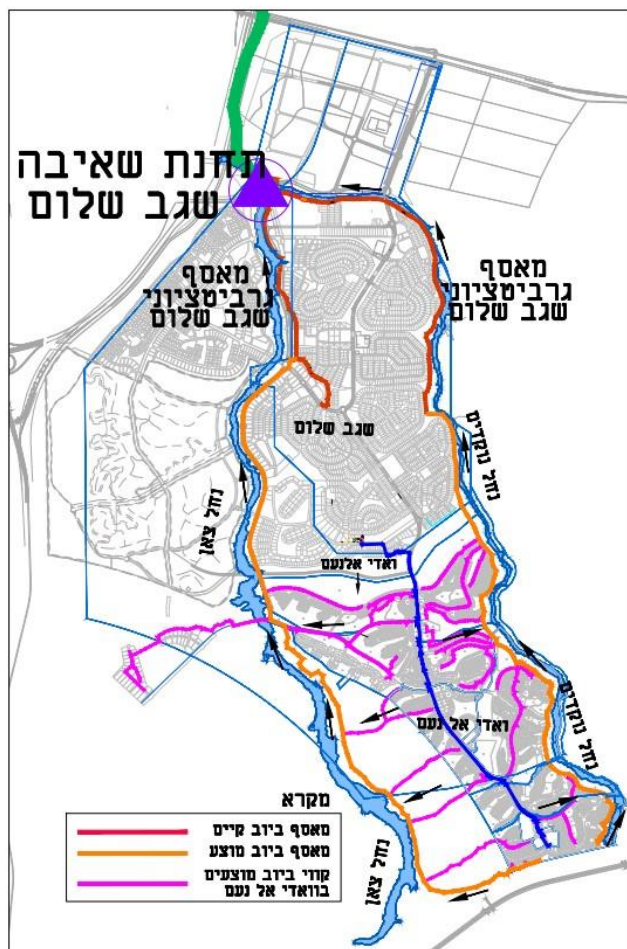 תחנת שאיבה
שגב שלום
מאסף
גרביטציוני
שגב שלום
מאסף
גרביטציוני
שגב שלום
שגב שלום
נחל נוקדים
נחל צאן
ואדי אלנעם
ואדי אל נעם
נחל נוקדים
נחל צאן
מקרא
מאסף ביוב קיים
מאסף ביוב מוצע
קווי ביוב מוצעים
בוואדי אל נעם